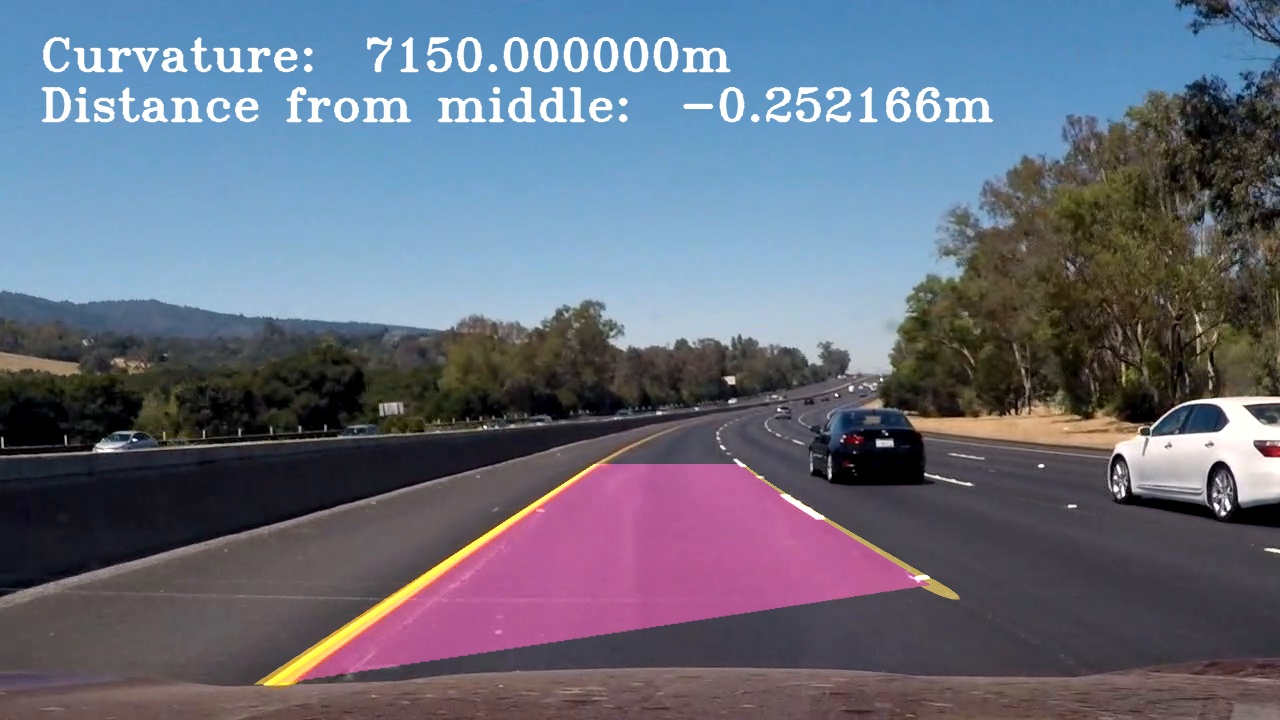 Curvature: 7150.000000m
Distance from middle: −0.252166m